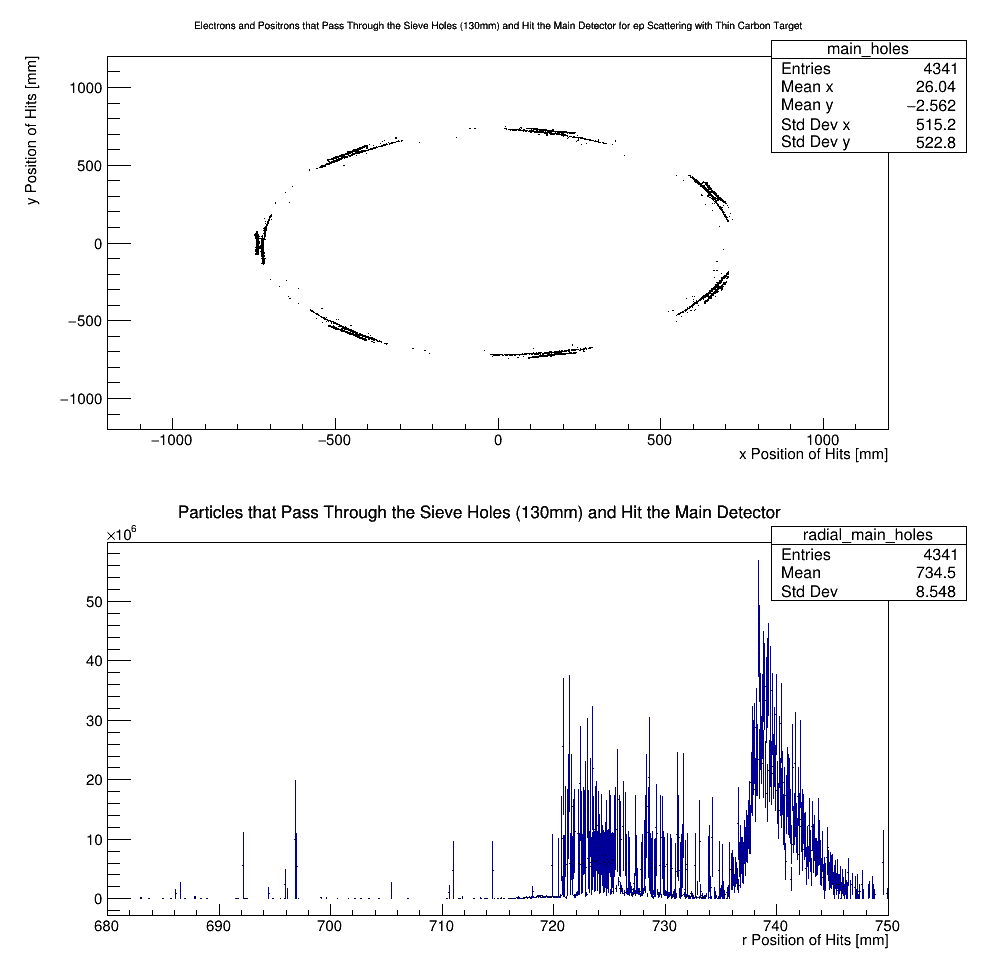 Electrons and Positrons that Pass Through the Sieve Holes (130mm) and Hit the Main Detector for ep Scattering with Thin Carbon Target
main_holes
Entries 4341
Mean x 26.04
Mean y −2.562
Std Dev x 515.2
Std Dev y 522.8
y Position of Hits [mm]
1000
500
0
−500
−1000
−1000 −500 0 500 1000
x Position of Hits [mm]
Particles that Pass Through the Sieve Holes (130mm) and Hit the Main Detector
×10⁶
radial_main_holes
Entries 4341
Mean 734.5
Std Dev 8.548
50
40
30
20
10
0
680 690 700 710 720 730 740 750
r Position of Hits [mm]